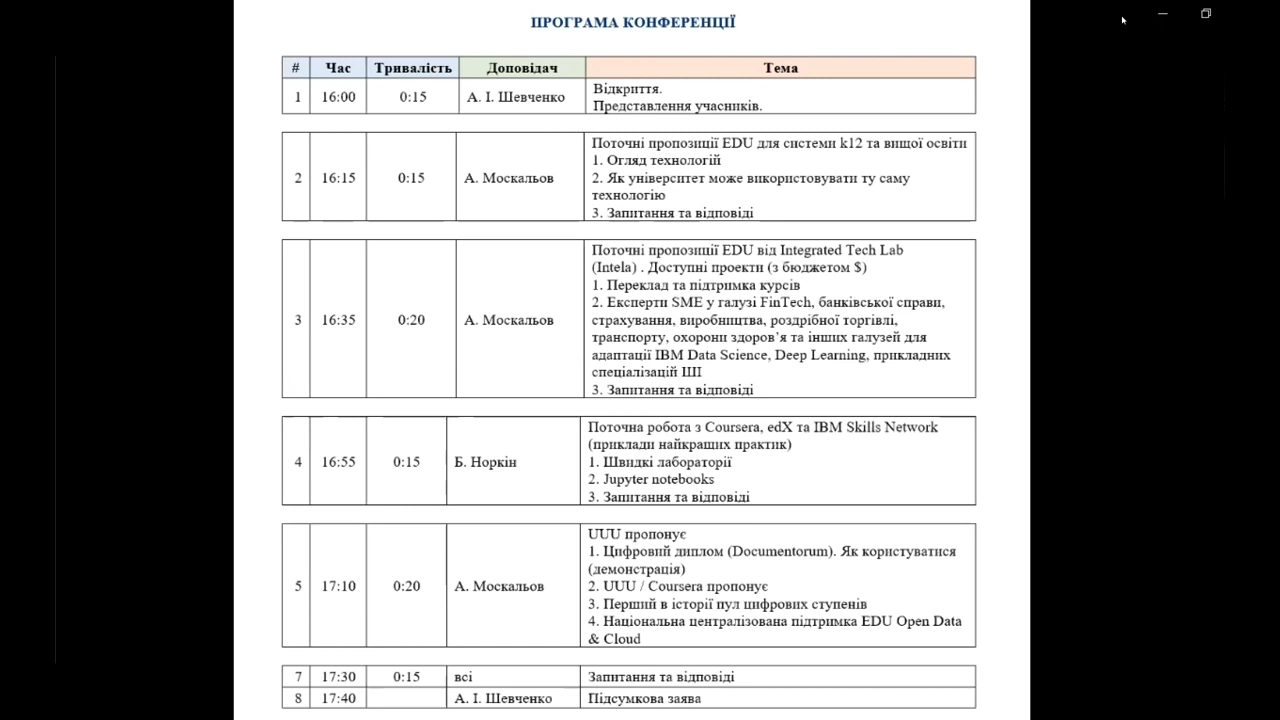 ПРОГРАМА КОНФЕРЕНЦІЇ
# Час Тривалість Доповідач Тема
1 16:00 0:15 А. І. Шевченко Відкриття.
Представлення учасників.
2 16:15 0:15 А. Москальов Поточні пропозиції EDU для системи k12 та вищої освіти
1. Огляд технологій
2. Як університет може використовувати ту саму
технологію
3. Запитання та відповіді
3 16:35 0:20 А. Москальов Поточні пропозиції EDU від Integrated Tech Lab
(Intela) . Доступні проекти (з бюджетом $)
1. Переклад та підтримка курсів
2. Експерти SME у галузі FinTech, банківської справи,
страхування, виробництва, роздрібної торгівлі,
транспорту, охорони здоров’я та інших галузей для
адаптації IBM Data Science, Deep Learning, прикладних
спеціалізацій ШІ
3. Запитання та відповіді
4 16:55 0:15 Б. Норкін Поточна робота з Coursera, edX та IBM Skills Network
(приклади найкращих практик)
1. Швидкі лабораторії
2. Jupyter notebooks
3. Запитання та відповіді
5 17:10 0:20 А. Москальов UUU пропонує
1. Цифровий диплом (Documentorum). Як користуватися
(демонстрація)
2. UUU / Coursera пропонує
3. Перший в історії пул цифрових ступенів
4. Національна централізована підтримка EDU Open Data
& Cloud
7 17:30 0:15 всі Запитання та відповіді
8 17:40 А. І. Шевченко Підсумкова заява